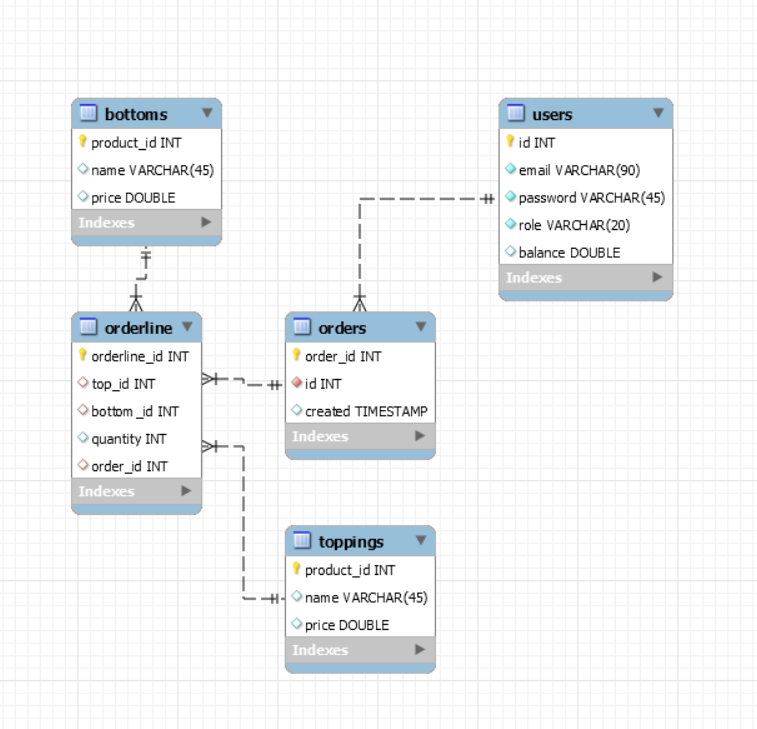 bottoms
product_id INT
name VARCHAR(45)
price DOUBLE
Indexes
users
id INT
email VARCHAR(90)
password VARCHAR(45)
role VARCHAR(20)
balance DOUBLE
Indexes
orderline
orderline_id INT
top_id INT
bottom_id INT
quantity INT
order_id INT
Indexes
orders
order_id INT
id INT
created TIMESTAMP
Indexes
toppings
product_id INT
name VARCHAR(45)
price DOUBLE
Indexes